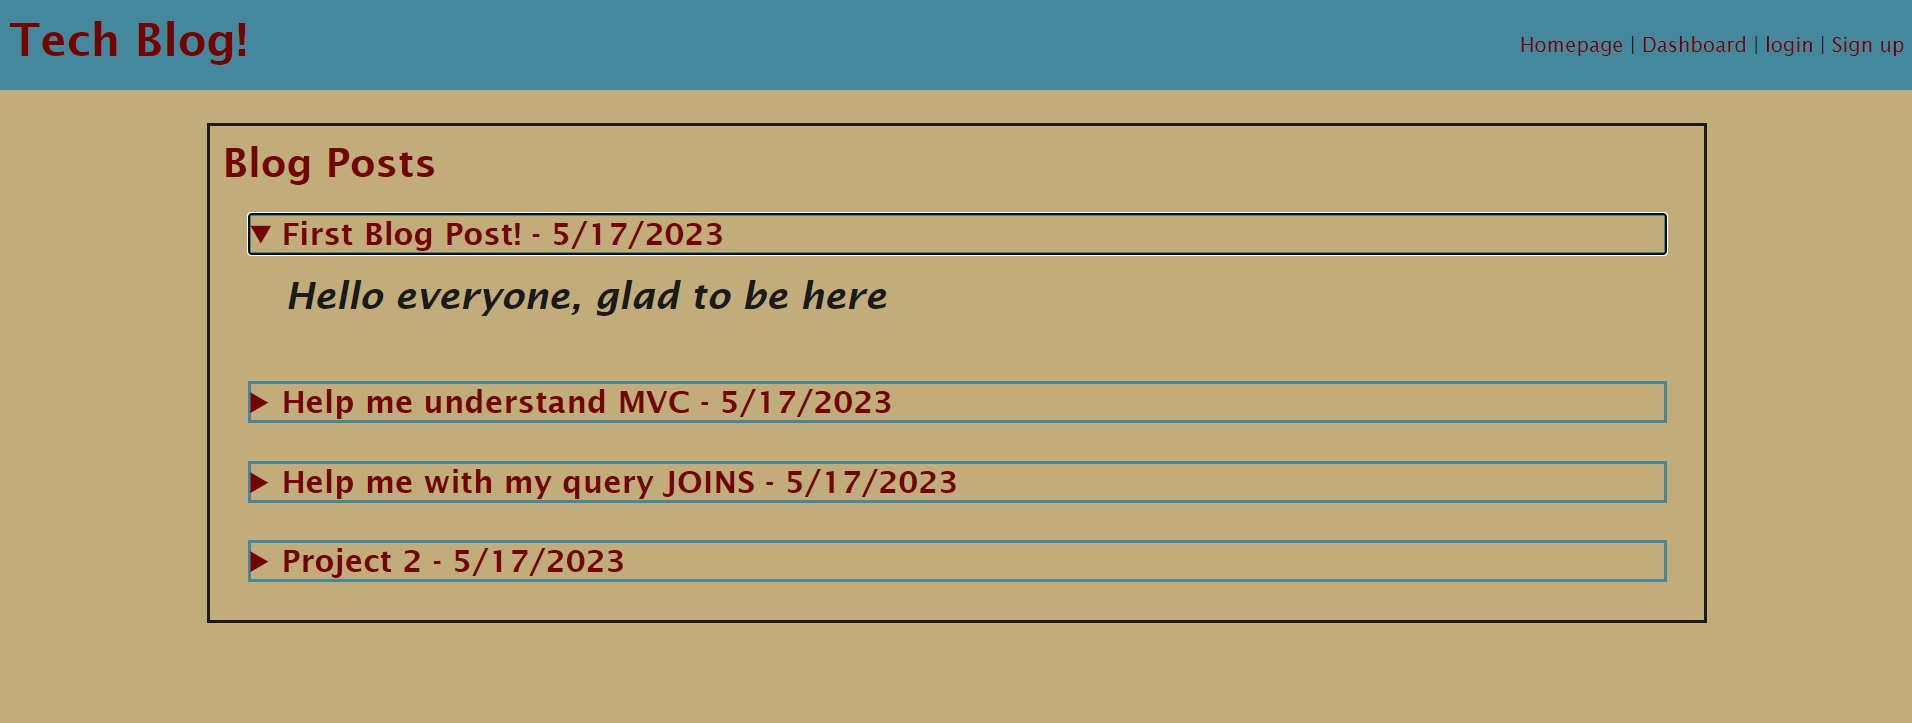 Tech Blog!
Homepage | Dashboard | login | Sign up
Blog Posts
▼ First Blog Post! - 5/17/2023
Hello everyone, glad to be here
▶ Help me understand MVC - 5/17/2023
▶ Help me with my query JOINS - 5/17/2023
▶ Project 2 - 5/17/2023